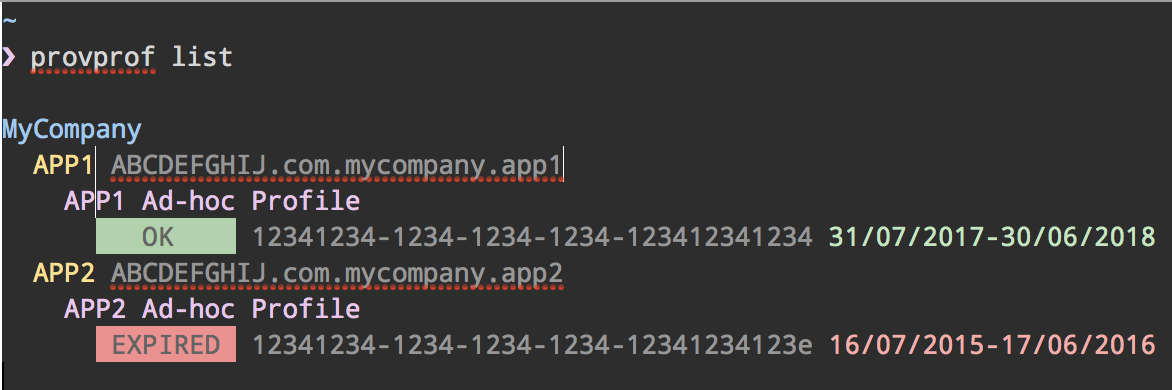 ~
❯ provprof list
MyCompany
APP1 ABCDEFGHIJ.com.mycompany.app1
APP1 Ad-hoc Profile
OK 12341234-1234-1234-1234-123412341234 31/07/2017-30/06/2018
APP2 ABCDEFGHIJ.com.mycompany.app2
APP2 Ad-hoc Profile
EXPIRED 12341234-1234-1234-1234-12341234123e 16/07/2015-17/06/2016